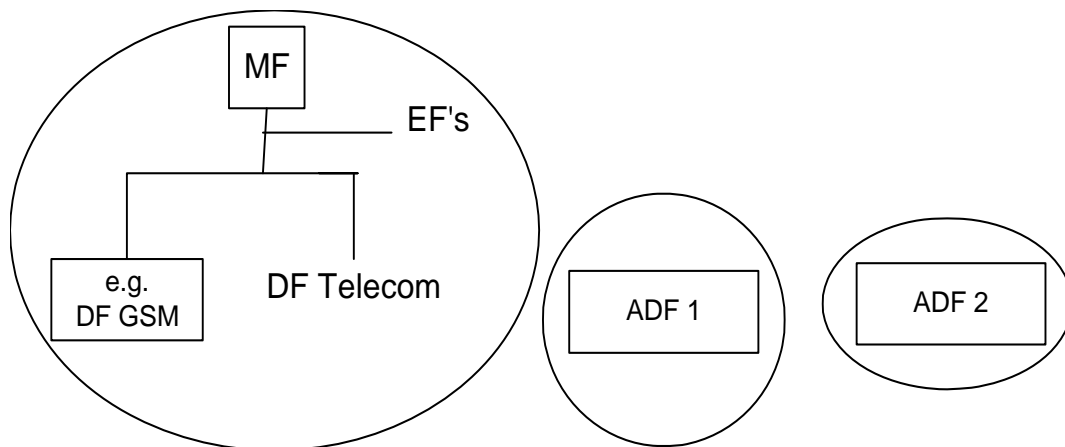 MF
EF's
e.g.
DF GSM
DF Telecom
ADF 1
ADF 2